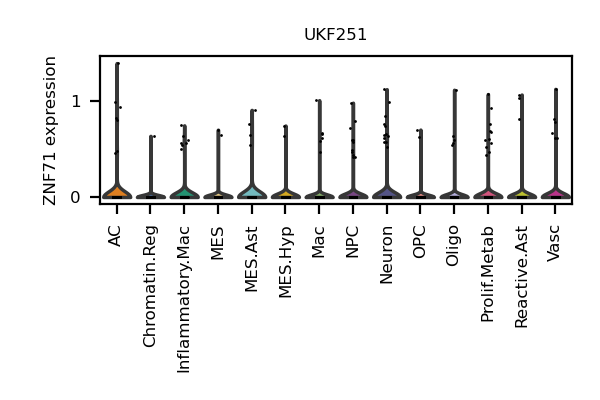 UKF251
ZNF71 expression
1
0
AC
Chromatin.Reg
Inflammatory.Mac
MES
MES.Ast
MES.Hyp
Mac
NPC
Neuron
OPC
Oligo
Prolif.Metab
Reactive.Ast
Vasc